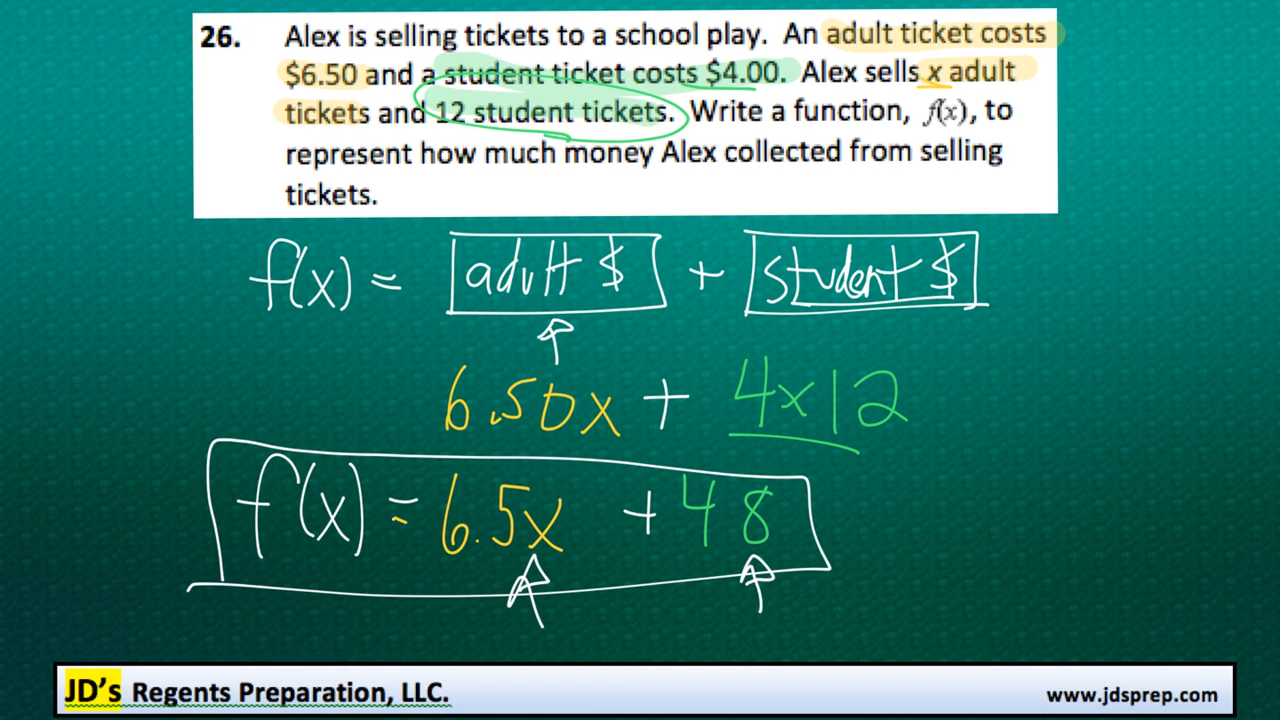 26. Alex is selling tickets to a school play. An adult ticket costs
$6.50 and a student ticket costs $4.00. Alex sells x adult
tickets and 12 student tickets. Write a function, f(x), to
represent how much money Alex collected from selling
tickets.
f(x) = adult $ + student $
6.50x + 4x12
f(x) = 6.5x + 48
JD's Regents Preparation, LLC. www.jdsprep.com